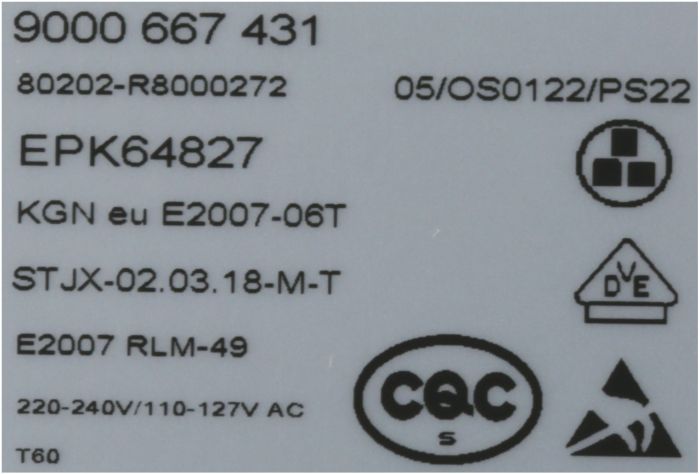 9000 667 431
80202-R8000272
05/OS0122/PS22
EPK64827
KGN eu E2007-06T
STJX-02.03.18-M-T
DVE
E2007 RLM-49
CQC
S
220-240V/110-127V AC
T60